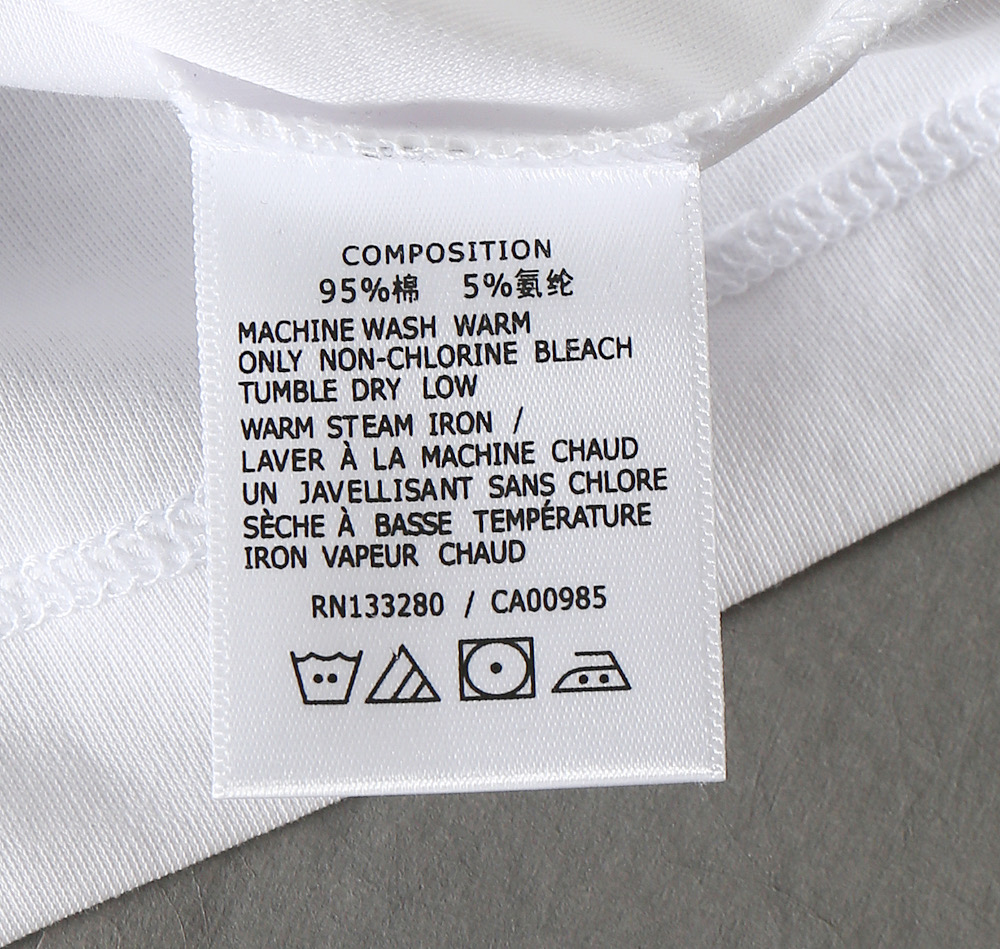 COMPOSITION
95%棉 5%氨纶
MACHINE WASH WARM
ONLY NON-CHLORINE BLEACH
TUMBLE DRY LOW
WARM STEAM IRON /
LAVER À LA MACHINE CHAUD
UN JAVELLISANT SANS CHLORE
SÈCHE À BASSE TEMPÉRATURE
IRON VAPEUR CHAUD
RN133280 / CA00985